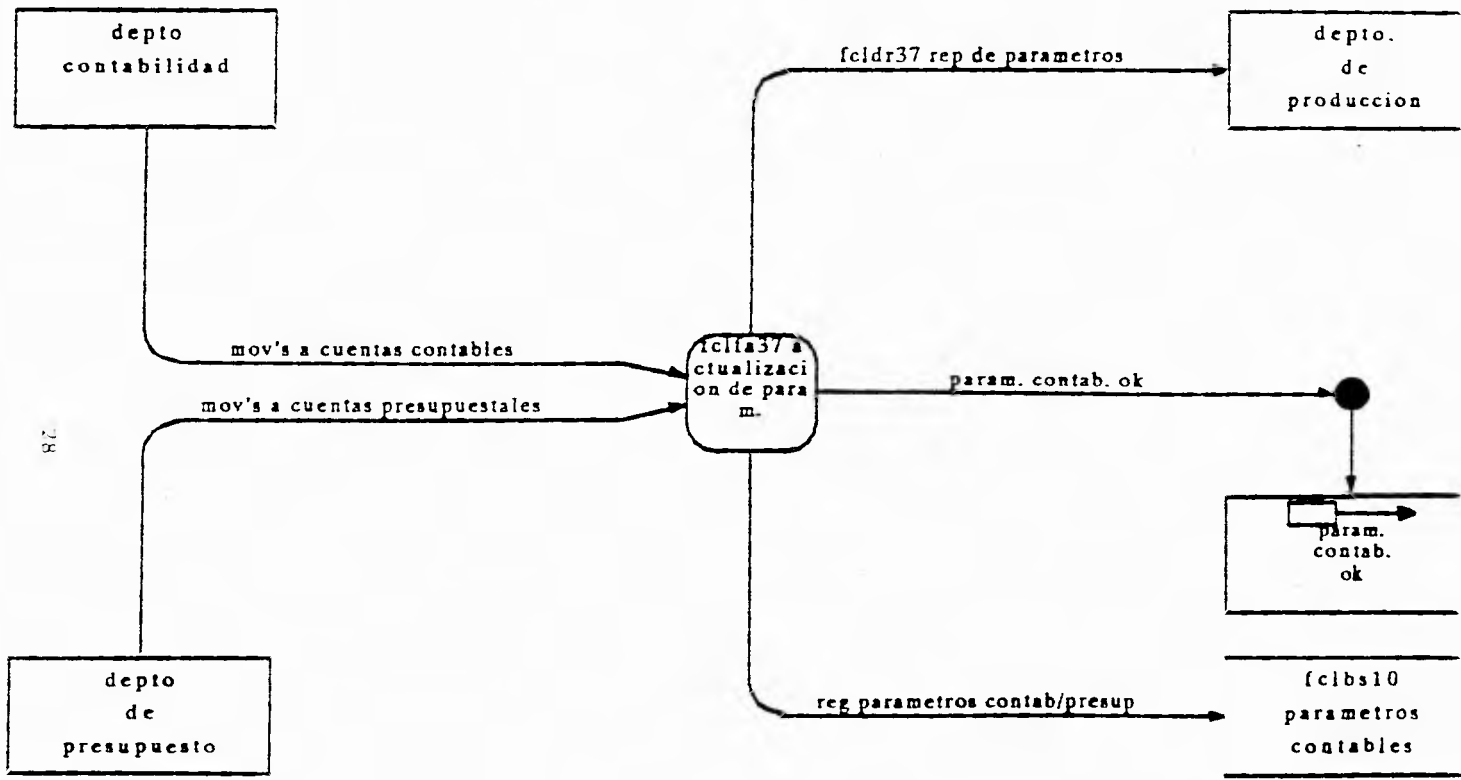 depto
contabilidad
fcldr37 rep de parametros
depto.
de
produccion
mov's a cuentas contables
fclfa37 a
ctualizaci
on de para
m.
param. contab. ok
mov's a cuentas presupuestales
28
param.
contab.
ok
depto
de
presupuesto
reg parametros contab/presup
fclbs10
parametros
contables